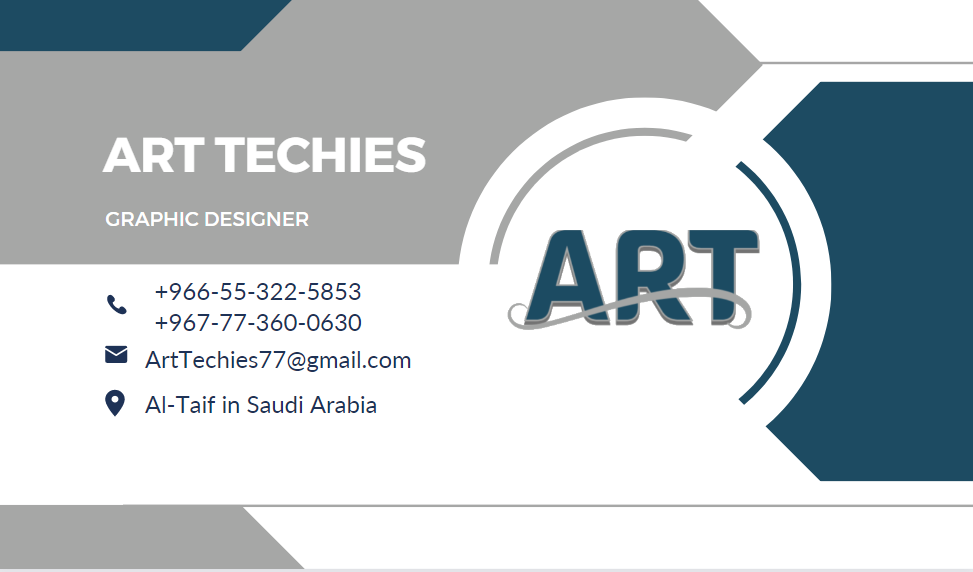 ART TECHIES
GRAPHIC DESIGNER
+966-55-322-5853
+967-77-360-0630
ArtTechies77@gmail.com
Al-Taif in Saudi Arabia
ART